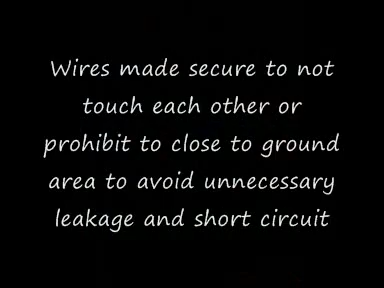 Wires made secure to not
touch each other or
prohibit to close to ground
area to avoid unnecessary
leakage and short circuit